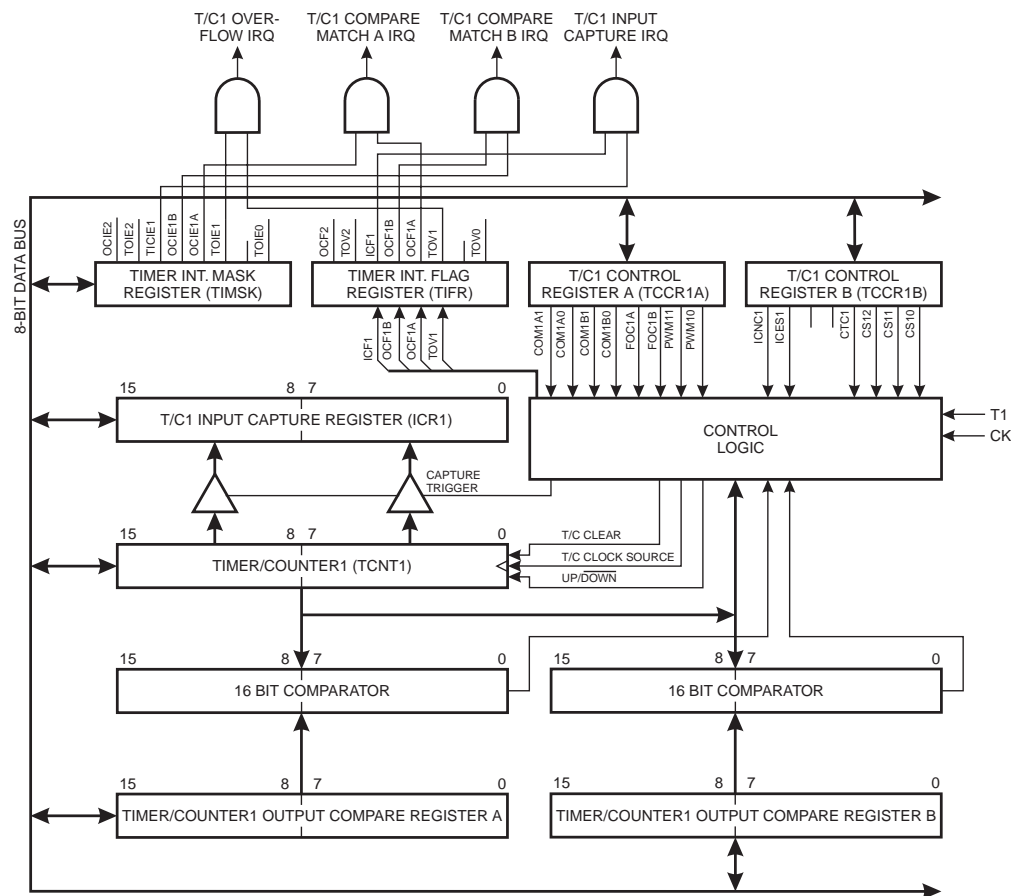 T/C1 OVER-
FLOW IRQ
T/C1 COMPARE
MATCH A IRQ
T/C1 COMPARE
MATCH B IRQ
T/C1 INPUT
CAPTURE IRQ
8-BIT DATA BUS
OCIE2
TOIE2
TICIE1
OCIE1B
OCIE1A
TOIE1
TOIE0
OCF2
TOV2
ICF1
OCF1B
OCF1A
TOV1
TOV0
TIMER INT. MASK
REGISTER (TIMSK)
TIMER INT. FLAG
REGISTER (TIFR)
T/C1 CONTROL
REGISTER A (TCCR1A)
T/C1 CONTROL
REGISTER B (TCCR1B)
ICF1
OCF1B
OCF1A
TOV1
COM1A1
COM1A0
COM1B1
COM1B0
FOC1A
FOC1B
PWM11
PWM10
ICNC1
ICES1
CTC1
CS12
CS11
CS10
15 8 7 0
T/C1 INPUT CAPTURE REGISTER (ICR1)
CONTROL
LOGIC
T1
CK
CAPTURE
TRIGGER
15 8 7 0
TIMER/COUNTER1 (TCNT1)
T/C CLEAR
T/C CLOCK SOURCE
UP/DOWN
15 8 7 0
16 BIT COMPARATOR
15 8 7 0
16 BIT COMPARATOR
15 8 7 0
TIMER/COUNTER1 OUTPUT COMPARE REGISTER A
15 8 7 0
TIMER/COUNTER1 OUTPUT COMPARE REGISTER B